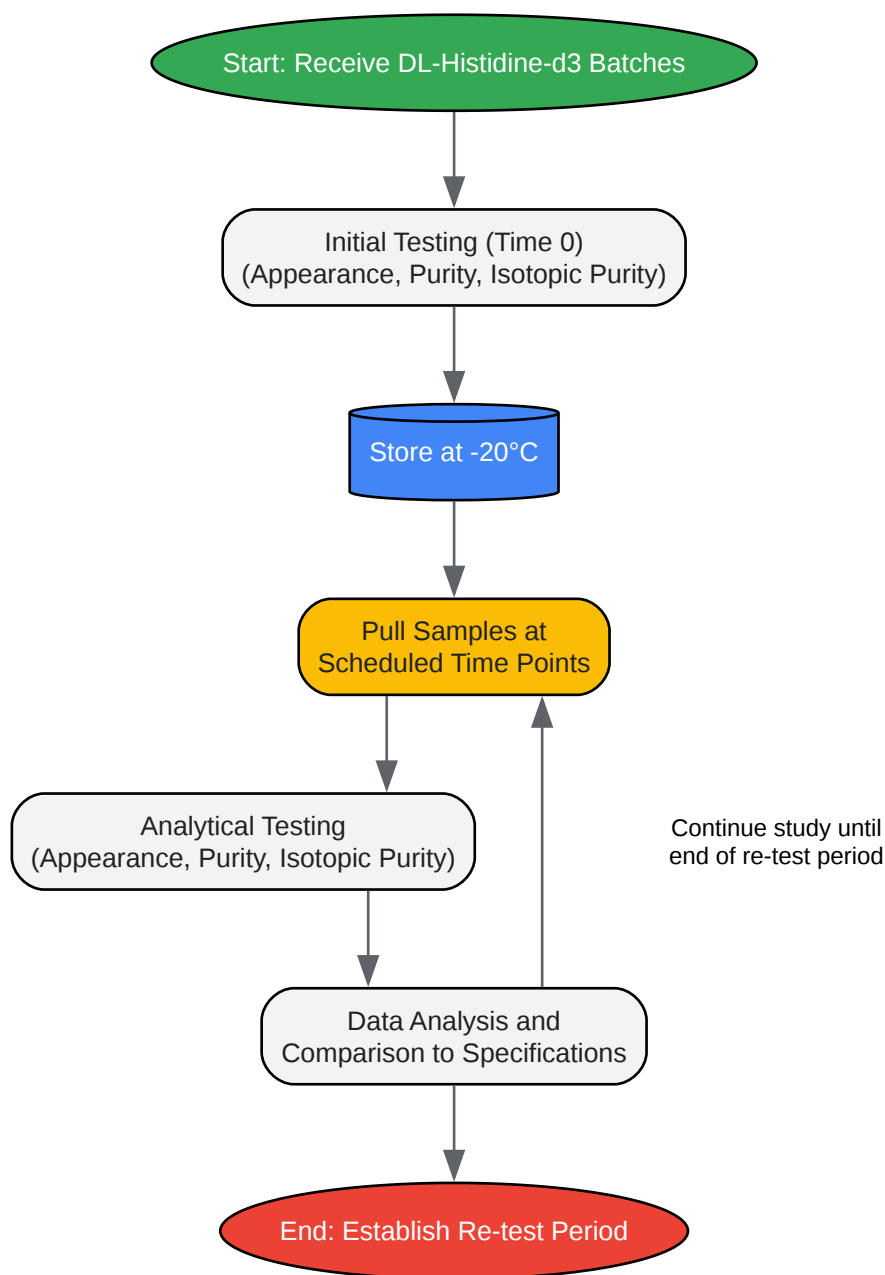 Start: Receive DL-Histidine-d3 Batches
Initial Testing (Time 0)
(Appearance, Purity, Isotopic Purity)
Store at -20°C
Pull Samples at
Scheduled Time Points
Analytical Testing
(Appearance, Purity, Isotopic Purity)
Continue study until
end of re-test period
Data Analysis and
Comparison to Specifications
End: Establish Re-test Period